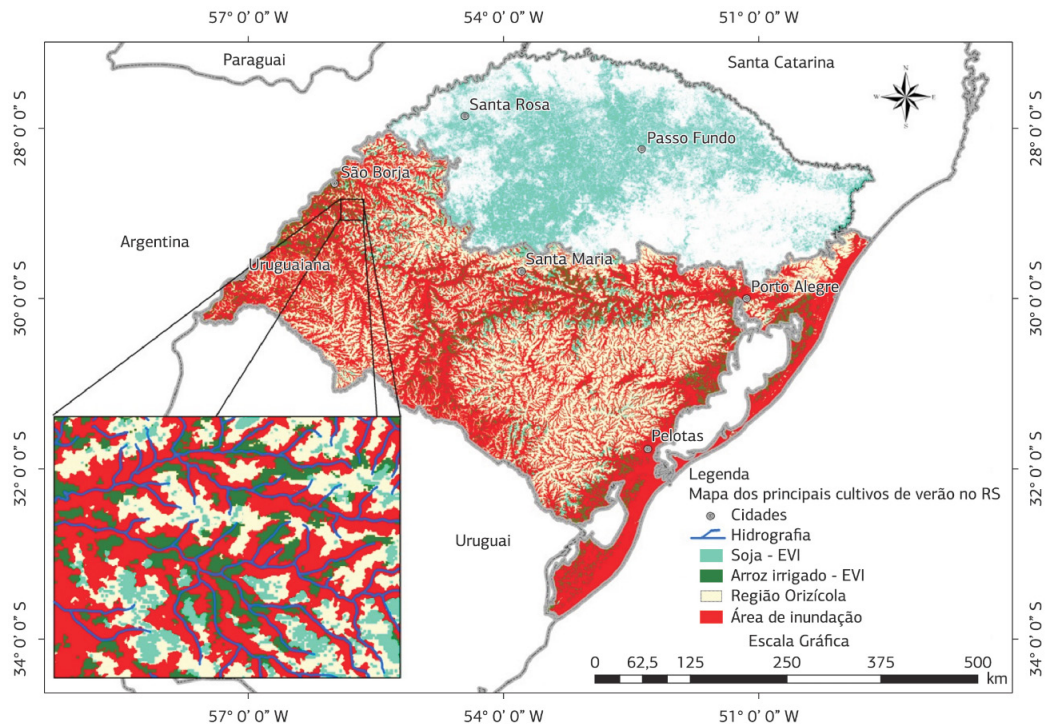 57° 0' 0" W
54° 0' 0" W
51° 0' 0" W
Paraguai
Santa Catarina
N
W
E
S
Santa Rosa
28° 0' 0" S
28° 0' 0" S
Passo Fundo
São Borja
Argentina
Uruguaiana
Santa Maria
Porto Alegre
30° 0' 0" S
30° 0' 0" S
Pelotas
32° 0' 0" S
32° 0' 0" S
Uruguai
Legenda
Mapa dos principais cultivos de verão no RS
Cidades
Hidrografia
Soja - EVI
Arroz irrigado - EVI
Região Orizícola
Área de inundação
Escala Gráfica
0 62,5 125 250 375 500
km
34° 0' 0" S
34° 0' 0" S
57° 0' 0" W
54° 0' 0" W
51° 0' 0" W